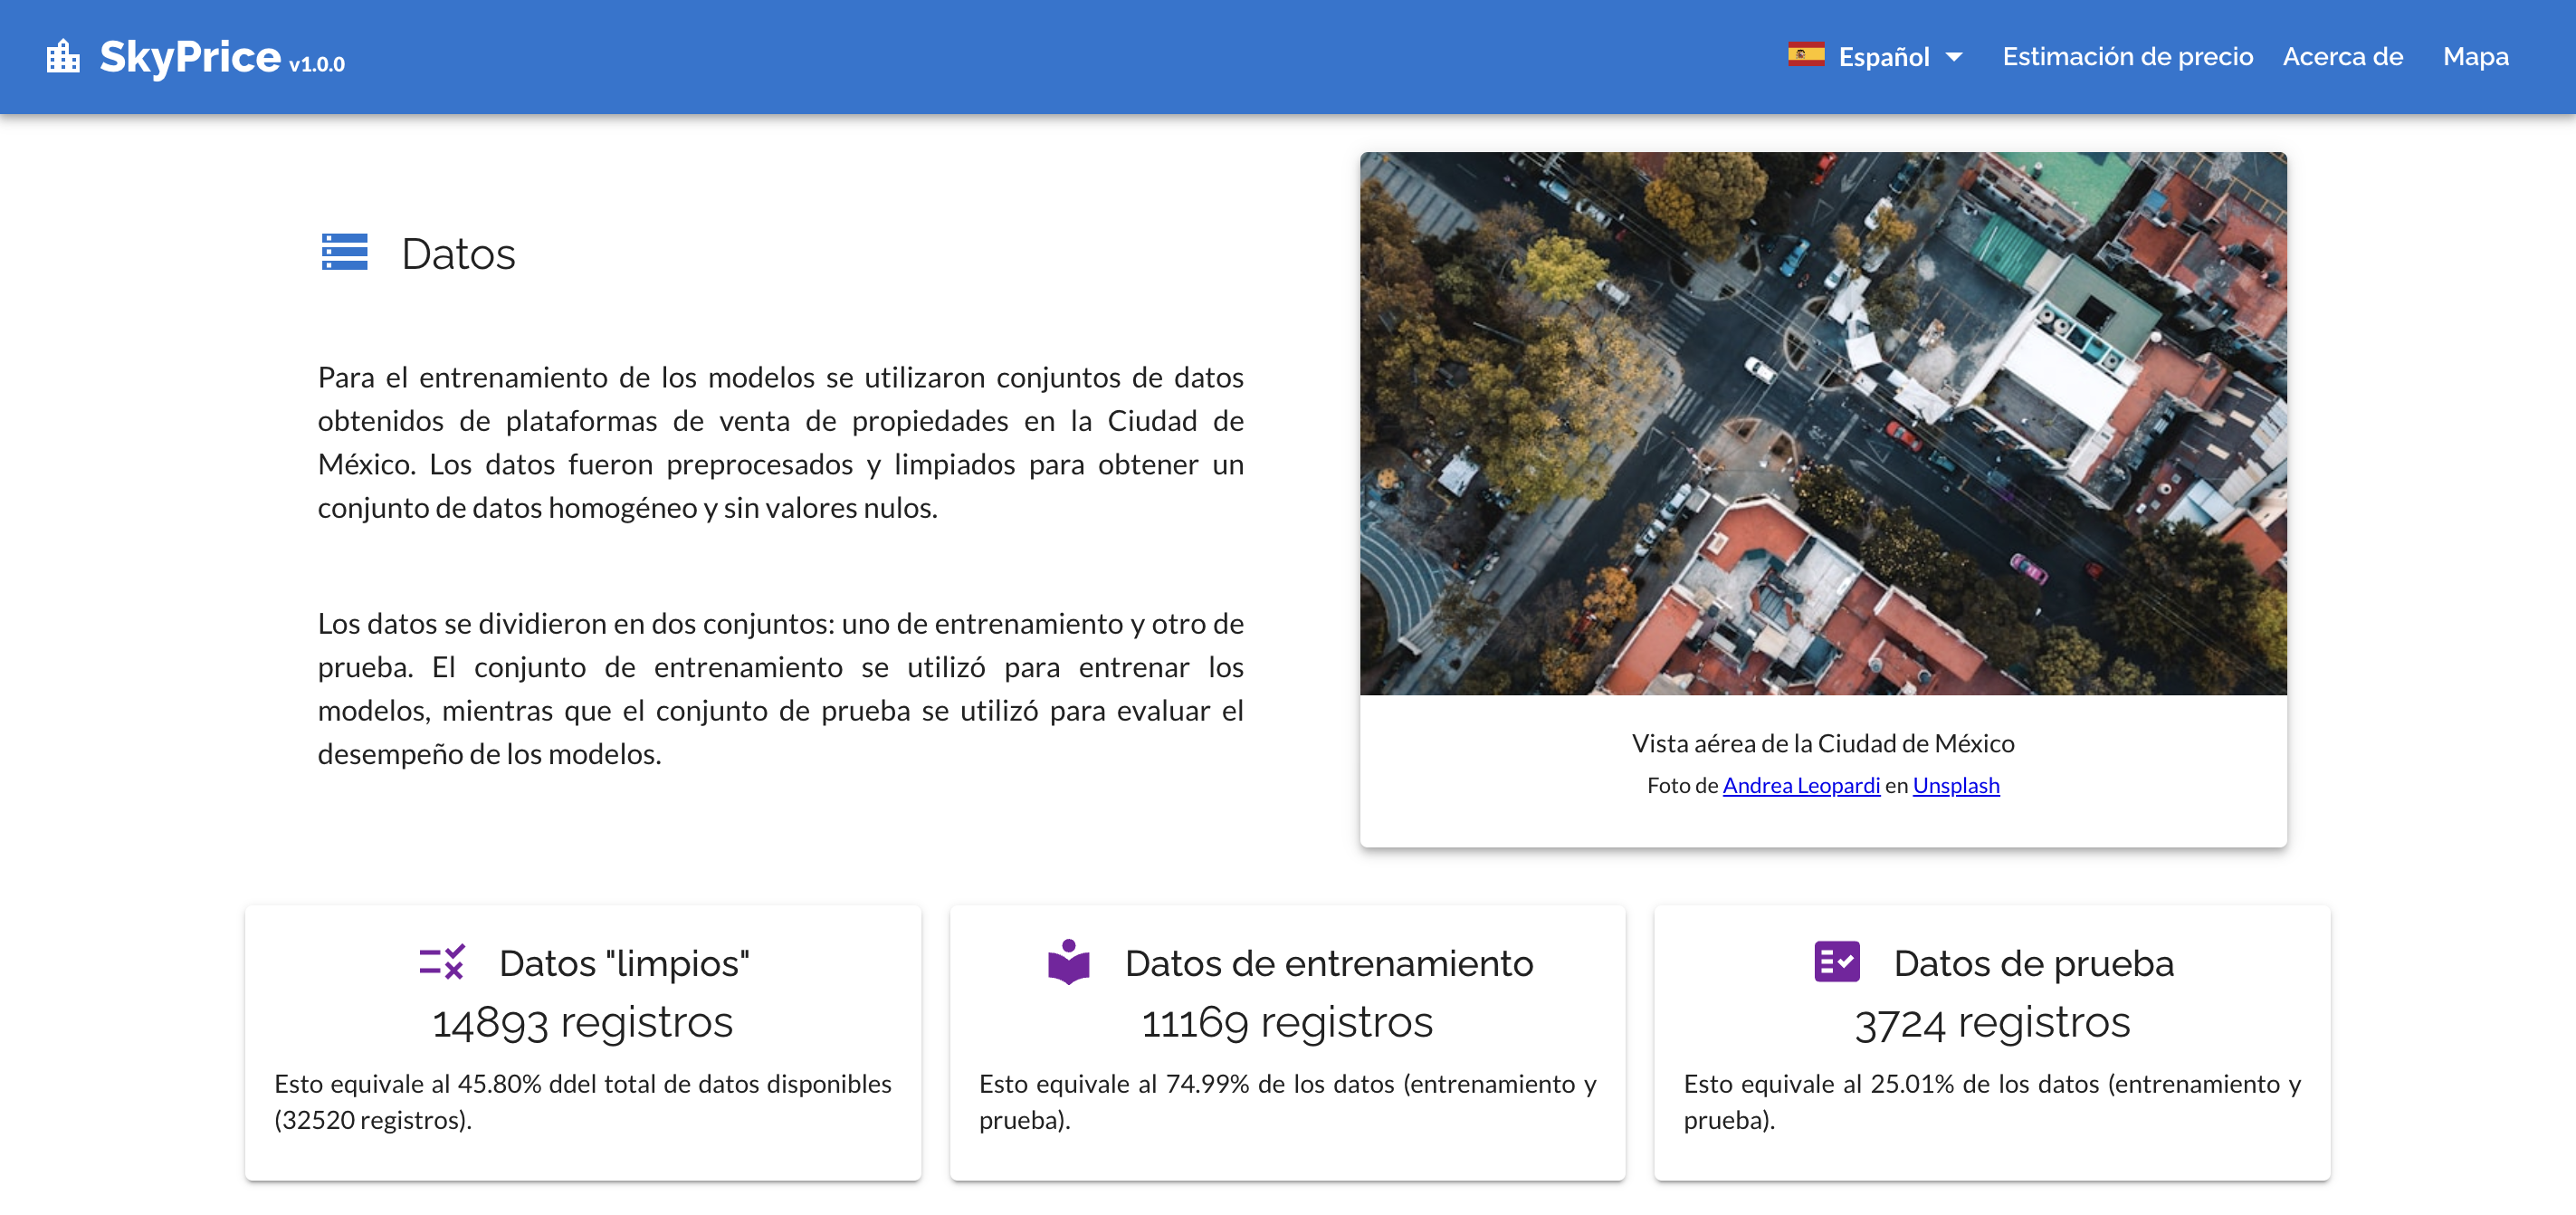 SkyPrice v1.0.0
Español
Estimación de precio
Acerca de
Mapa
Datos
Para el entrenamiento de los modelos se utilizaron conjuntos de datos
obtenidos de plataformas de venta de propiedades en la Ciudad de
México. Los datos fueron preprocesados y limpiados para obtener un
conjunto de datos homogéneo y sin valores nulos.
Los datos se dividieron en dos conjuntos: uno de entrenamiento y otro de
prueba. El conjunto de entrenamiento se utilizó para entrenar los
modelos, mientras que el conjunto de prueba se utilizó para evaluar el
desempeño de los modelos.
Vista aérea de la Ciudad de México
Foto de Andrea Leopardi en Unsplash
Datos "limpios"
14893 registros
Esto equivale al 45.80% ddel total de datos disponibles
(32520 registros).
Datos de entrenamiento
11169 registros
Esto equivale al 74.99% de los datos (entrenamiento y
prueba).
Datos de prueba
3724 registros
Esto equivale al 25.01% de los datos (entrenamiento y
prueba).